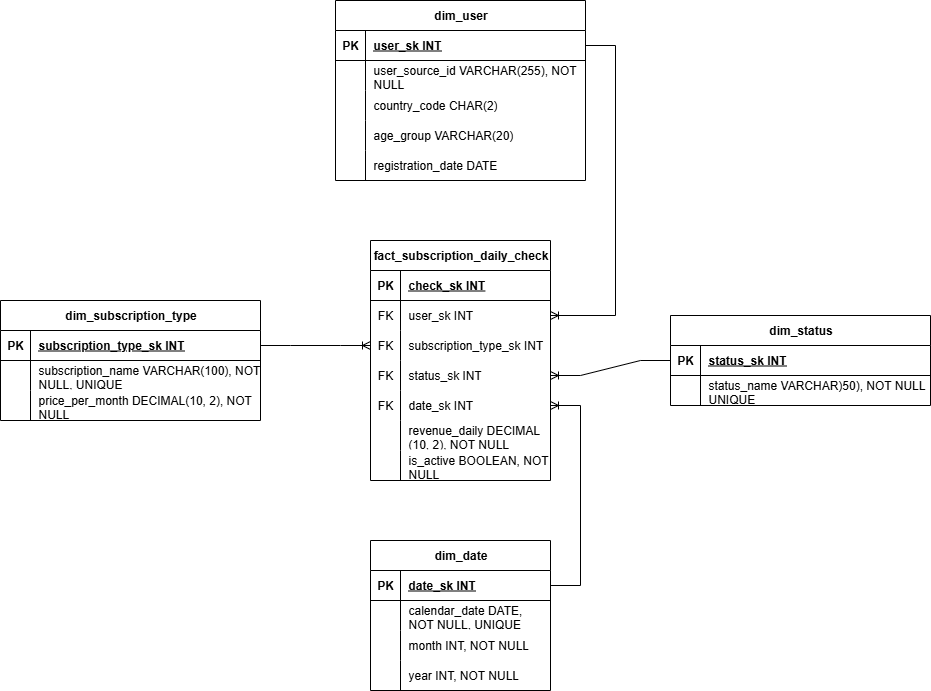 dim_user
PK user_sk INT
user_source_id VARCHAR(255), NOT
NULL
country_code CHAR(2)
age_group VARCHAR(20)
registration_date DATE
fact_subscription_daily_check
PK check_sk INT
FK user_sk INT
FK subscription_type_sk INT
FK status_sk INT
FK date_sk INT
revenue_daily DECIMAL
(10, 2), NOT NULL
is_active BOOLEAN, NOT
NULL
dim_subscription_type
PK subscription_type_sk INT
subscription_name VARCHAR(100), NOT
NULL, UNIQUE
price_per_month DECIMAL(10, 2), NOT
NULL
dim_status
PK status_sk INT
status_name VARCHAR)50), NOT NULL
UNIQUE
dim_date
PK date_sk INT
calendar_date DATE,
NOT NULL, UNIQUE
month INT, NOT NULL
year INT, NOT NULL